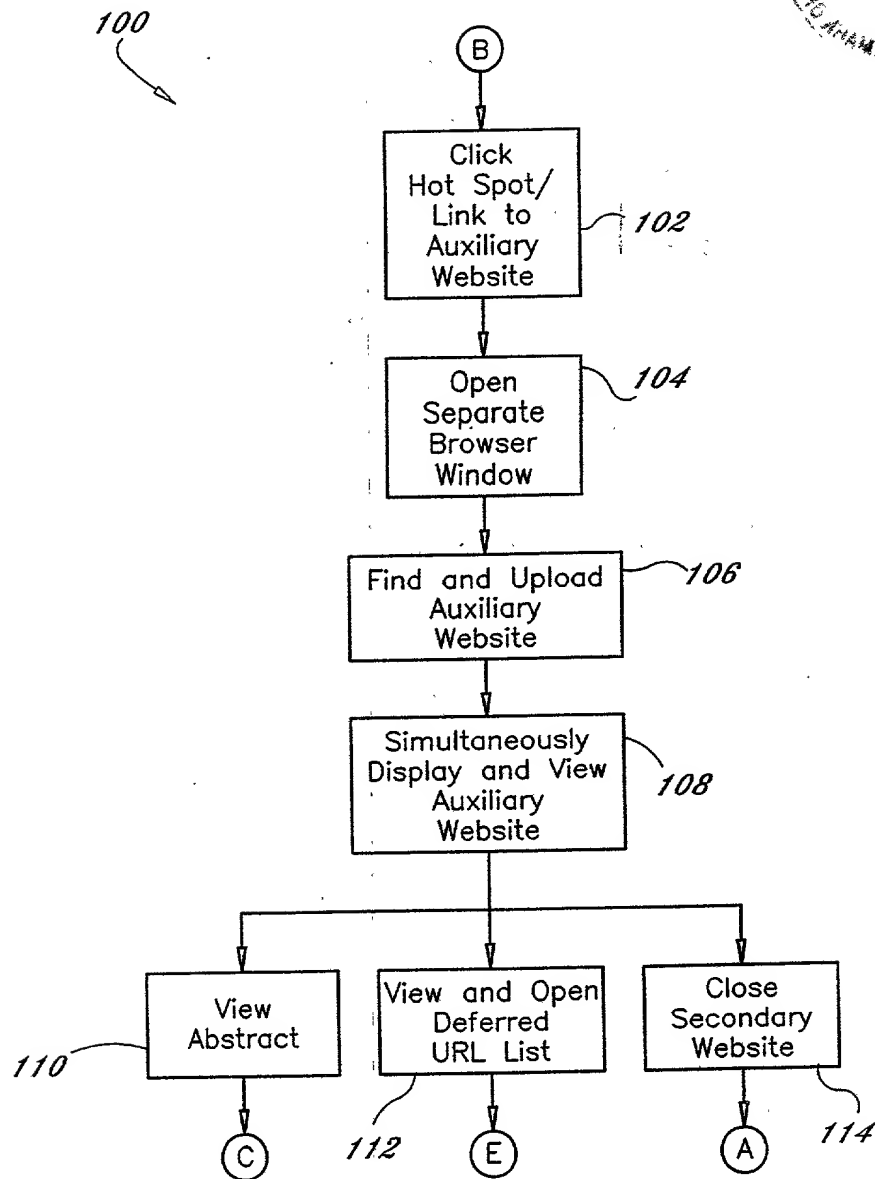 100
B
Click
Hot Spot/
Link to
Auxiliary
Website
102
Open
Separate
Browser
Window
104
Find and Upload
Auxiliary
Website
106
Simultaneously
Display and View
Auxiliary
Website
108
View
Abstract
110
View and Open
Deferred
URL List
112
Close
Secondary
Website
114
C
E
A